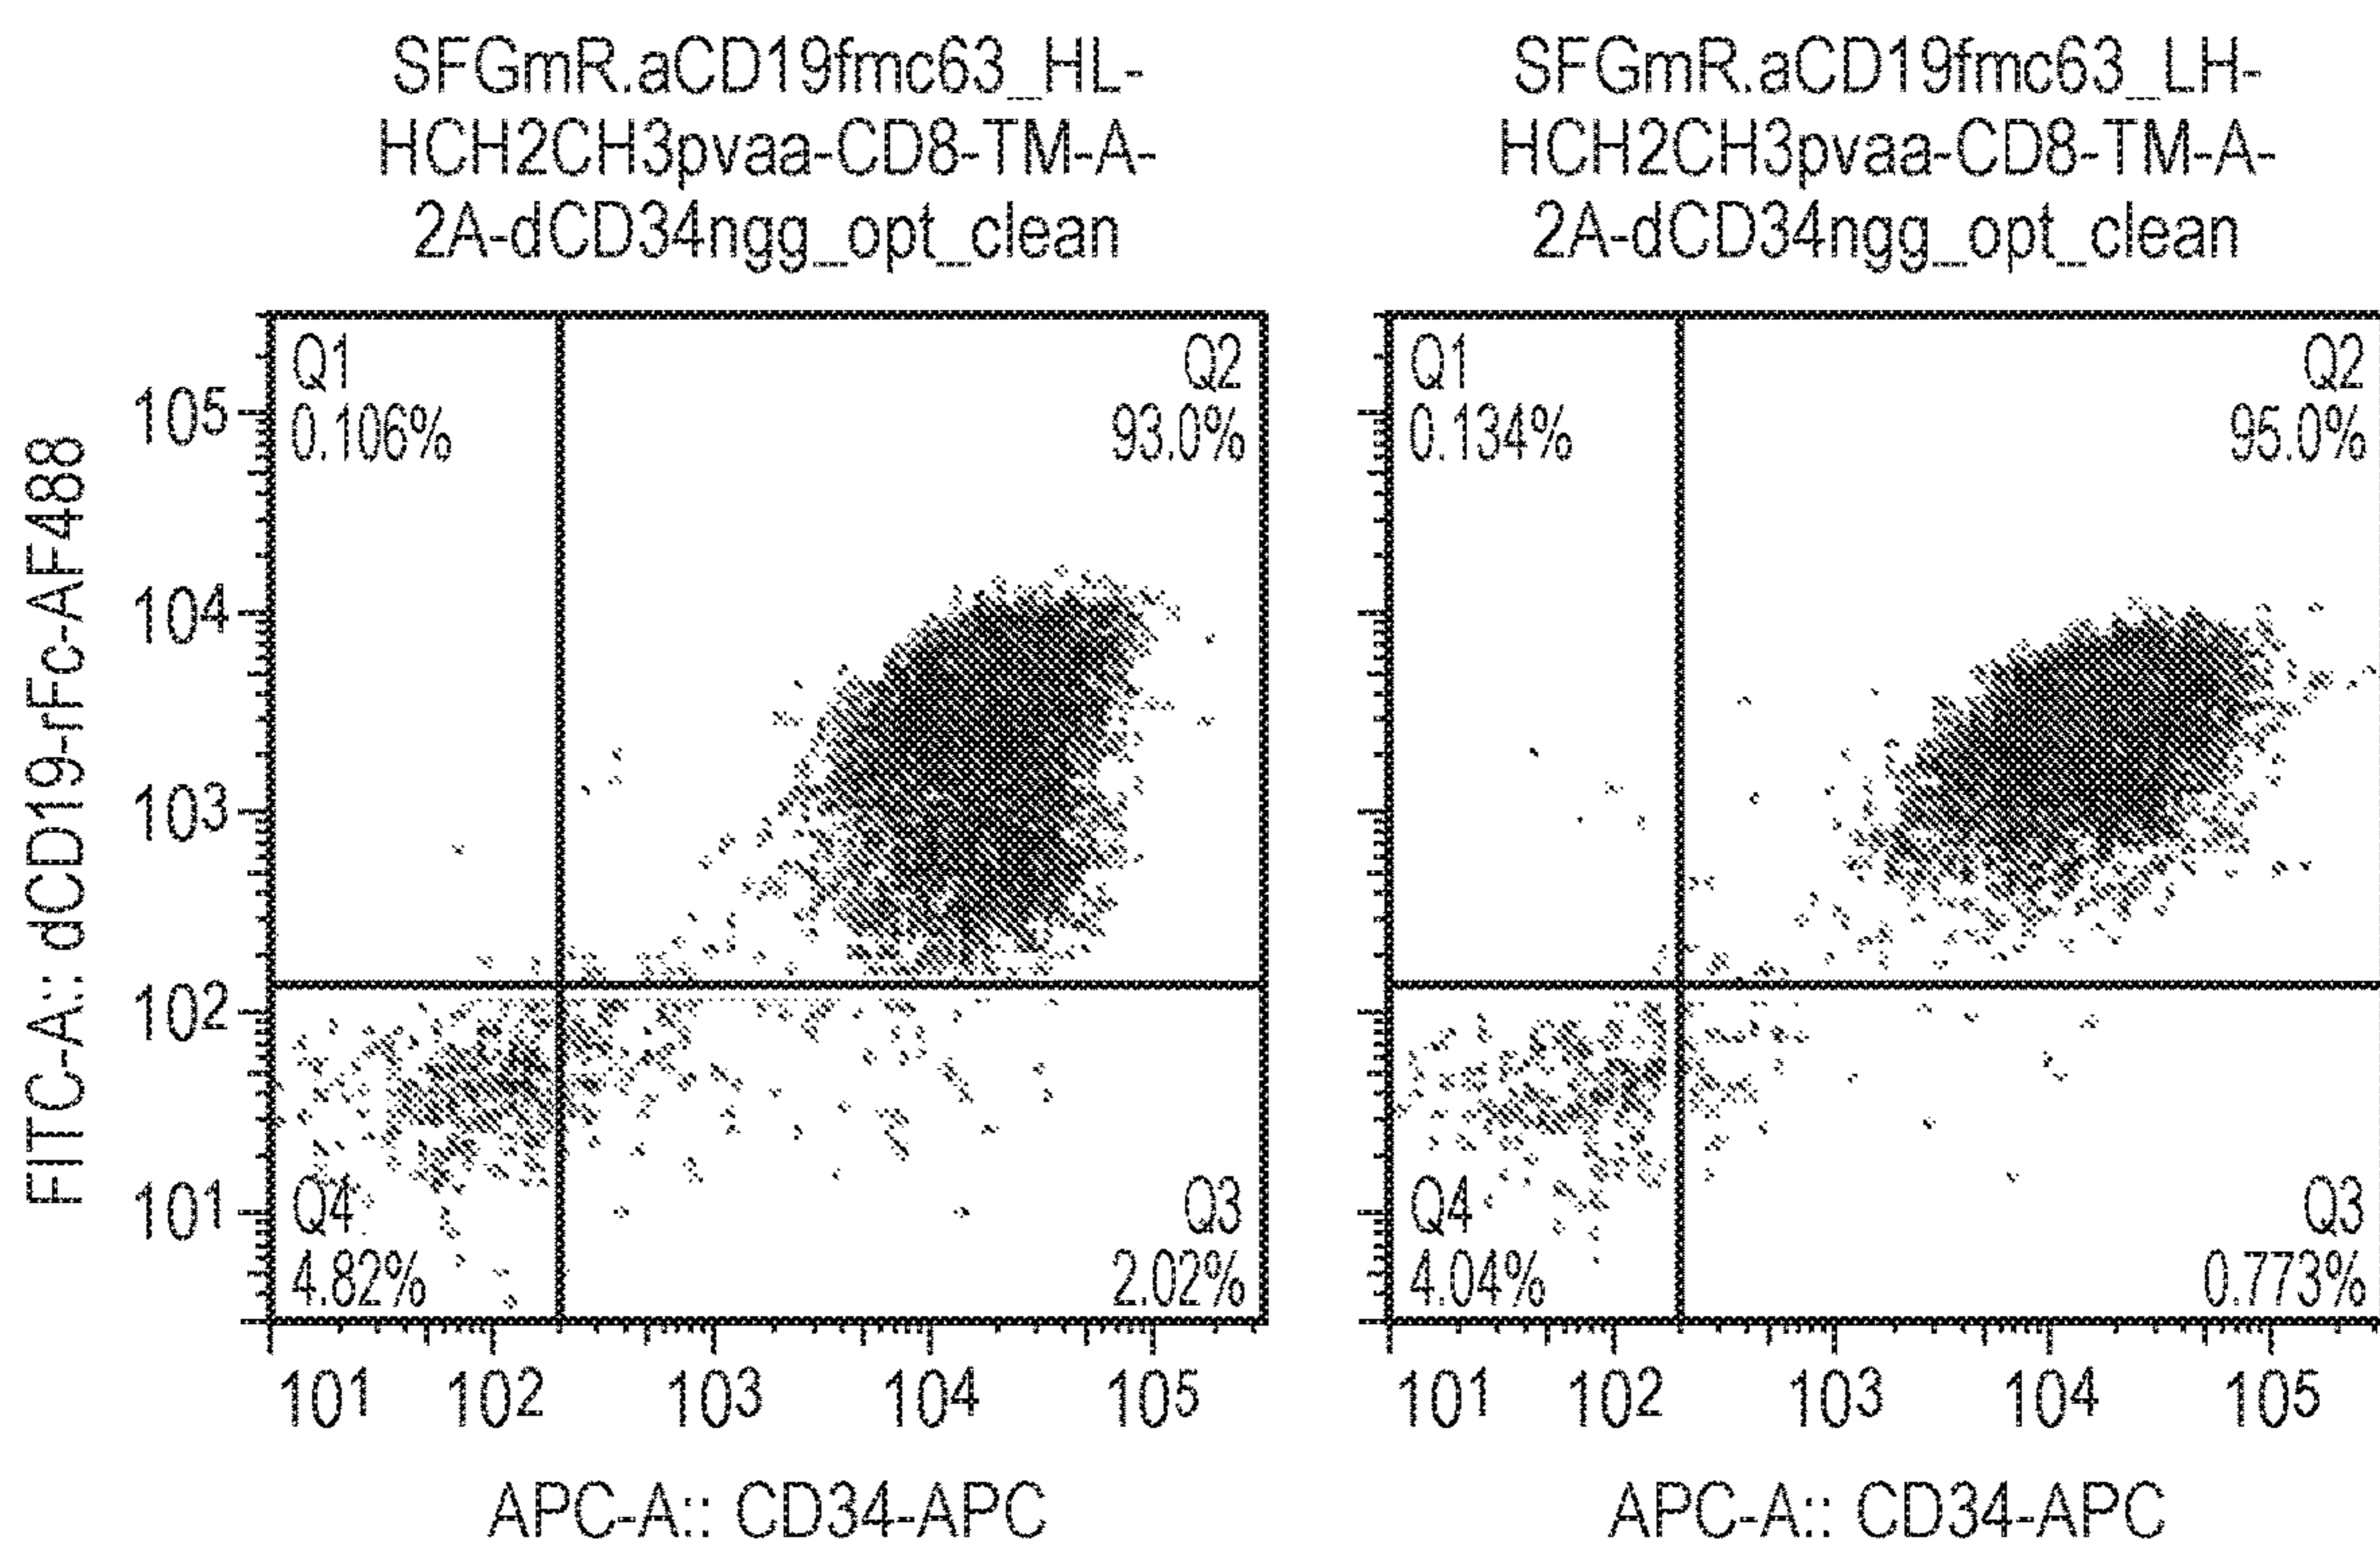 SFGmR.aCD19fmc63_HL-
HCH2CH3pvaa-CD8-TM-A-
2A-dCD34ngg_opt_clean
SFGmR.aCD19fmc63_LH-
HCH2CH3pvaa-CD8-TM-A-
2A-dCD34ngg_opt_clean
FITC-A:: dCD19-rFc-AF488
105
104
103
102
101
Q1
0.106%
Q2
93.0%
Q4
4.82%
Q3
2.02%
101 102 103 104 105
APC-A:: CD34-APC
Q1
0.134%
Q2
95.0%
Q4
4.04%
Q3
0.773%
101 102 103 104 105
APC-A:: CD34-APC